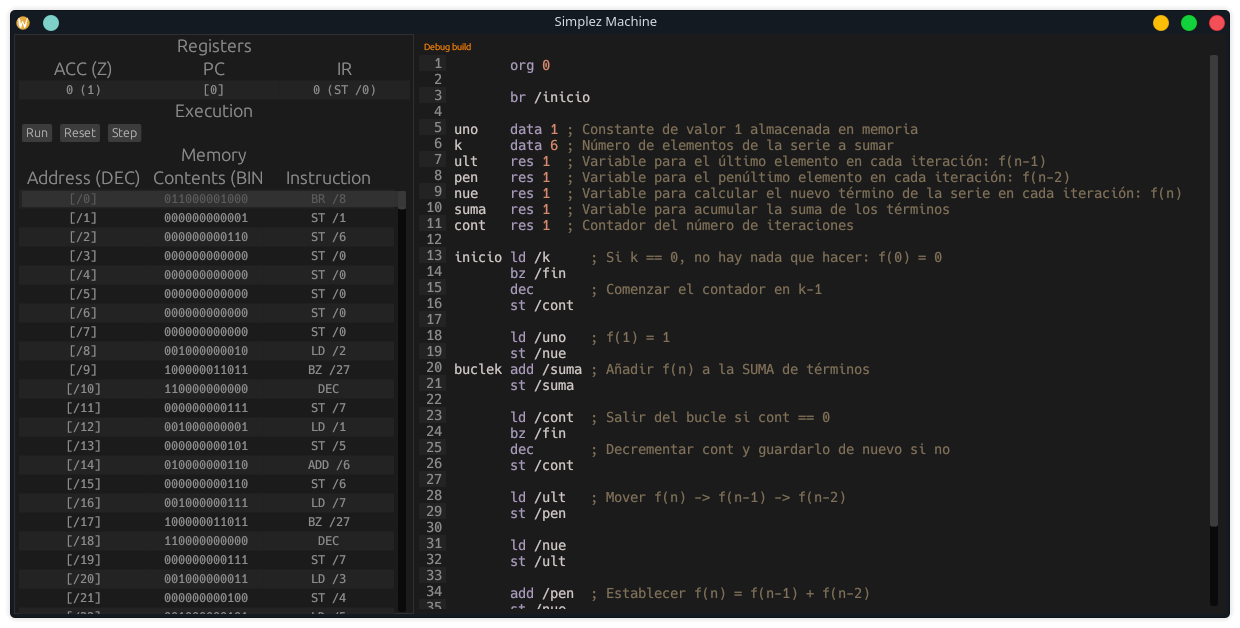 Simplez Machine
Registers
ACC (Z) PC IR
0 (1) [0] 0 (ST /0)
Execution
Run Reset Step
Memory
Address (DEC) Contents (BIN Instruction
[/0] 011000001000 BR /8
[/1] 000000000001 ST /1
[/2] 000000000110 ST /6
[/3] 000000000000 ST /0
[/4] 000000000000 ST /0
[/5] 000000000000 ST /0
[/6] 000000000000 ST /0
[/7] 000000000000 ST /0
[/8] 001000000010 LD /2
[/9] 100000011011 BZ /27
[/10] 110000000000 DEC
[/11] 000000000111 ST /7
[/12] 001000000001 LD /1
[/13] 000000000101 ST /5
[/14] 010000000110 ADD /6
[/15] 000000000110 ST /6
[/16] 001000000111 LD /7
[/17] 100000011011 BZ /27
[/18] 110000000000 DEC
[/19] 000000000111 ST /7
[/20] 001000000011 LD /3
[/21] 000000000100 ST /4
Debug build
1 org 0
2
3 br /inicio
4
5 uno data 1 ; Constante de valor 1 almacenada en memoria
6 k data 6 ; Número de elementos de la serie a sumar
7 ult res 1 ; Variable para el último elemento en cada iteración: f(n-1)
8 pen res 1 ; Variable para el penúltimo elemento en cada iteración: f(n-2)
9 nue res 1 ; Variable para calcular el nuevo término de la serie en cada iteración: f(n)
10 suma res 1 ; Variable para acumular la suma de los términos
11 cont res 1 ; Contador del número de iteraciones
12
13 inicio ld /k ; Si k == 0, no hay nada que hacer: f(0) = 0
14 bz /fin
15 dec ; Comenzar el contador en k-1
16 st /cont
17
18 ld /uno ; f(1) = 1
19 st /nue
20 buclek add /suma ; Añadir f(n) a la SUMA de términos
21 st /suma
22
23 ld /cont ; Salir del bucle si cont == 0
24 bz /fin
25 dec ; Decrementar cont y guardarlo de nuevo si no
26 st /cont
27
28 ld /ult ; Mover f(n) -> f(n-1) -> f(n-2)
29 st /pen
30
31 ld /nue
32 st /ult
33
34 add /pen ; Establecer f(n) = f(n-1) + f(n-2)
35 st /nue